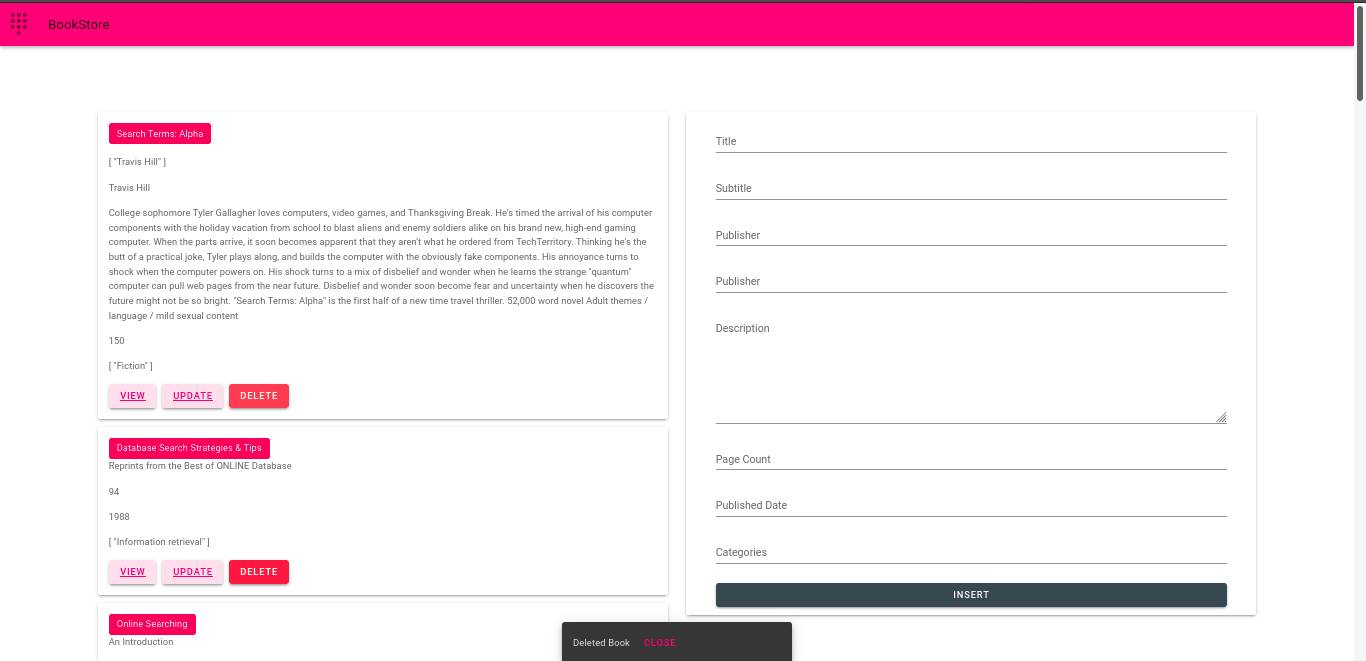 BookStore
Search Terms: Alpha
[ "Travis Hill" ]
Travis Hill
College sophomore Tyler Gallagher loves computers, video games, and Thanksgiving Break. He's timed the arrival of his computer
components with the holiday vacation from school to blast aliens and enemy soldiers alike on his brand new, high-end gaming
computer. When the parts arrive, it soon becomes apparent that they aren't what he ordered from TechTerritory. Thinking he's the
butt of a practical joke, Tyler plays along, and builds the computer with the obviously fake components. His annoyance turns to
shock when the computer powers on. His shock turns to a mix of disbelief and wonder when he learns the strange "quantum"
computer can pull web pages from the near future. Disbelief and wonder soon become fear and uncertainty when he discovers the
future might not be so bright. "Search Terms: Alpha" is the first half of a new time travel thriller. 52,000 word novel Adult themes /
language / mild sexual content
150
[ "Fiction" ]
VIEW UPDATE DELETE
Database Search Strategies & Tips
Reprints from the Best of ONLINE Database
94
1988
[ "Information retrieval" ]
VIEW UPDATE DELETE
Online Searching
An Introduction
Title
Subtitle
Publisher
Publisher
Description
Page Count
Published Date
Categories
INSERT
Deleted Book CLOSE